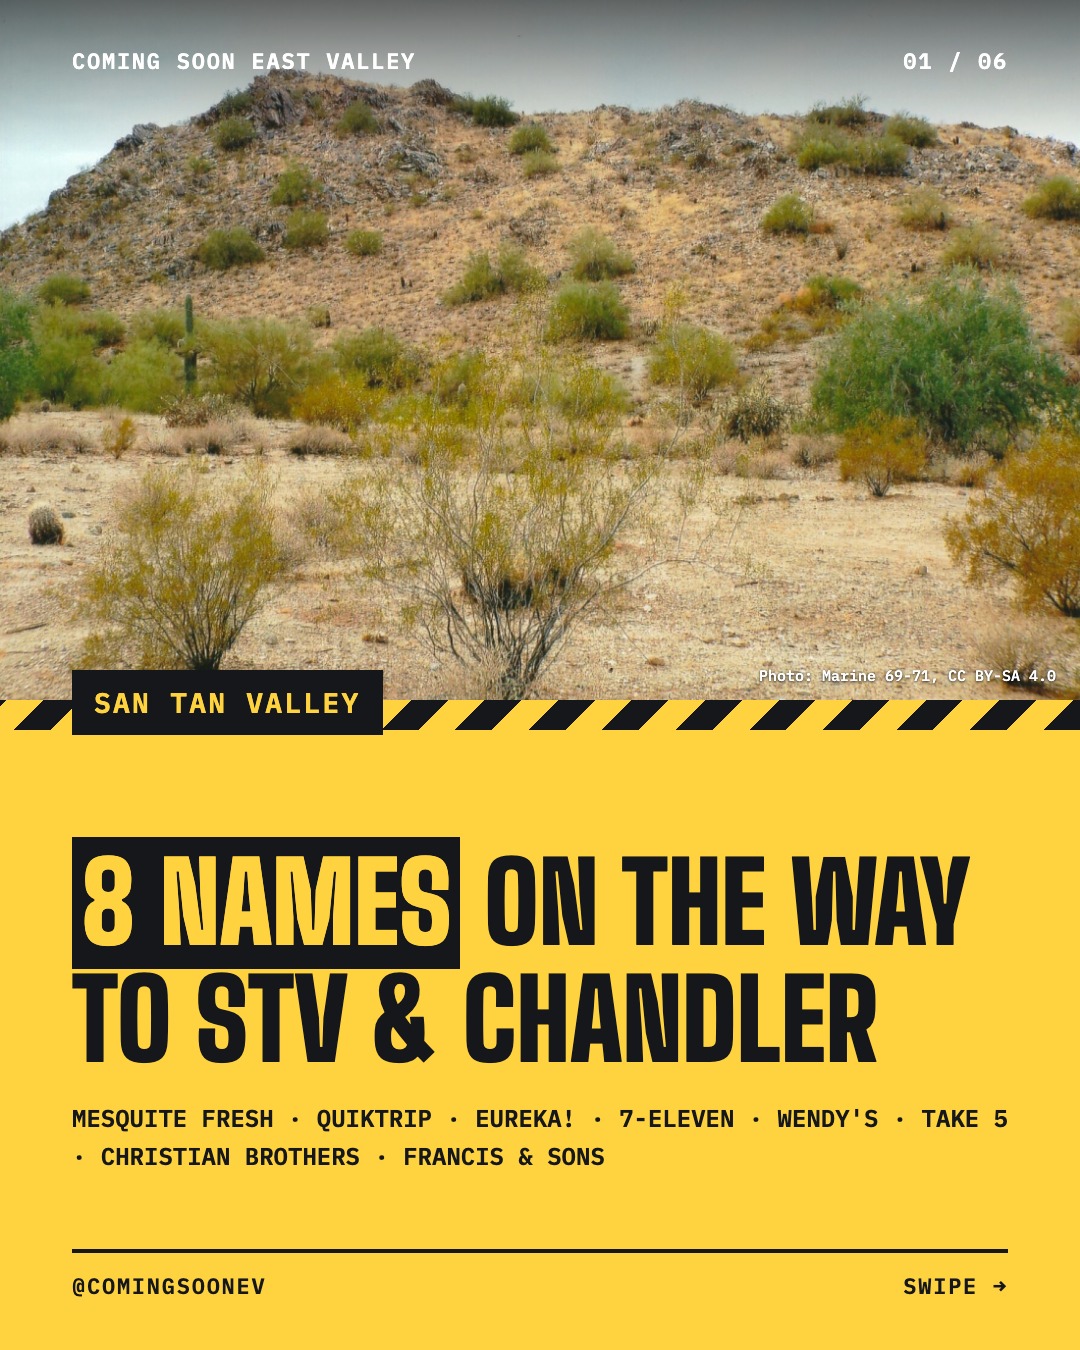 COMING SOON EAST VALLEY
01 / 06
Photo: Marine 69-71, CC BY-SA 4.0
SAN TAN VALLEY
8 NAMES ON THE WAY
TO STV & CHANDLER
MESQUITE FRESH · QUIKTRIP · EUREKA! · 7-ELEVEN · WENDY'S · TAKE 5
· CHRISTIAN BROTHERS · FRANCIS & SONS
@COMINGSOONEV
SWIPE →